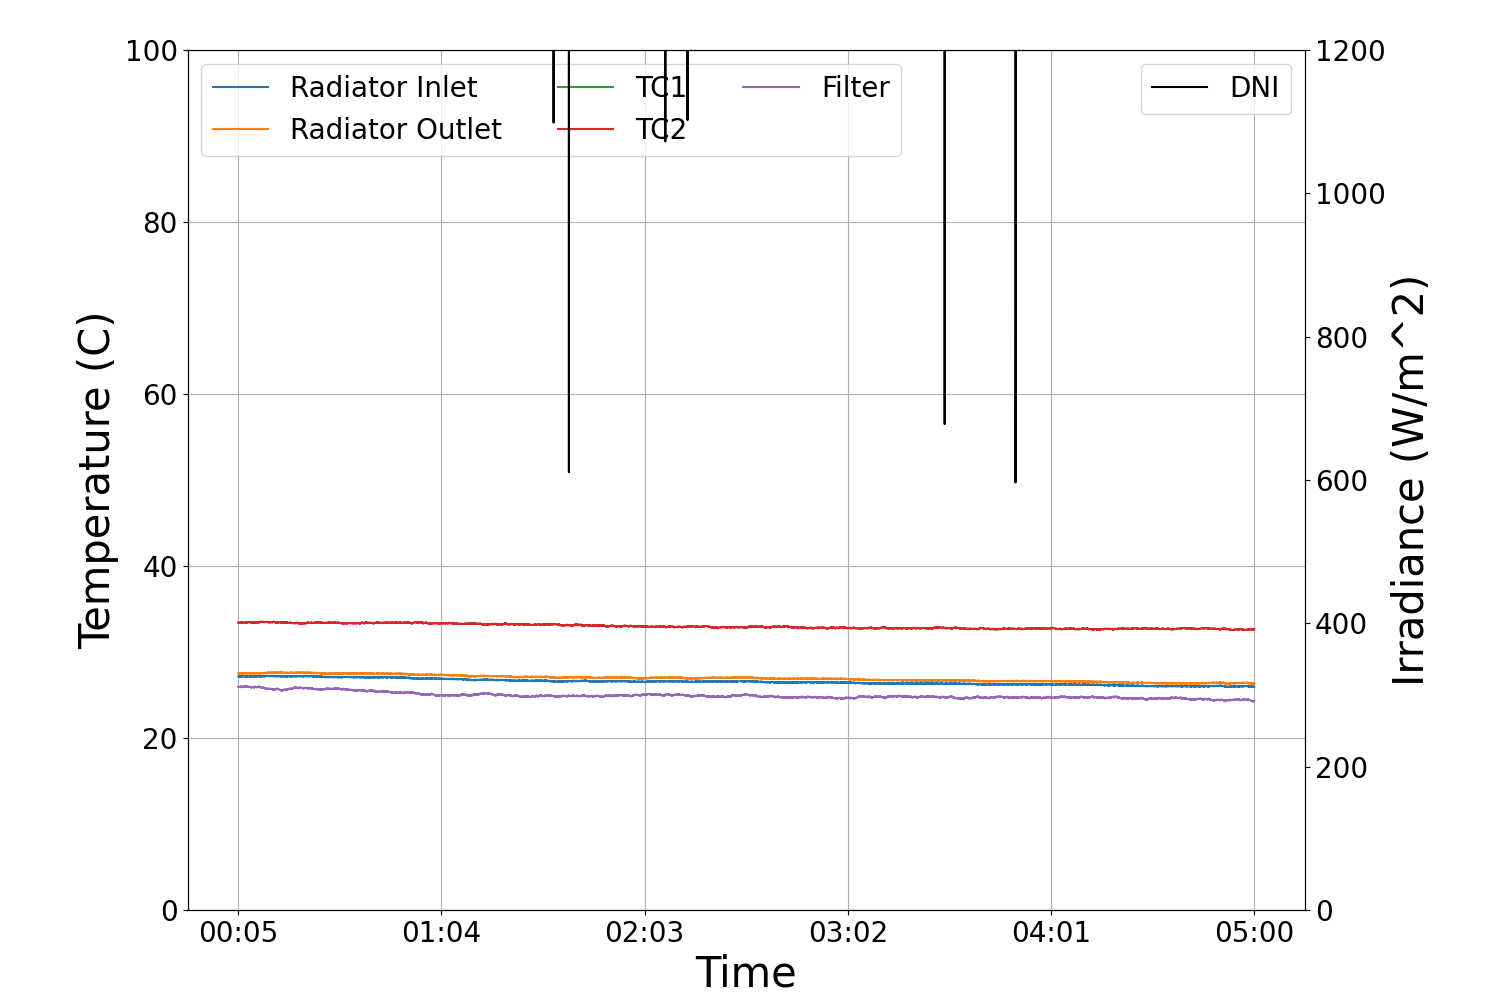 100
80
60
40
20
0
Temperature (C)
Radiator Inlet
Radiator Outlet
TC1
TC2
Filter
DNI
1200
1000
800
600
400
200
0
Irradiance (W/m^2)
00:05 01:04 02:03 03:02 04:01 05:00
Time